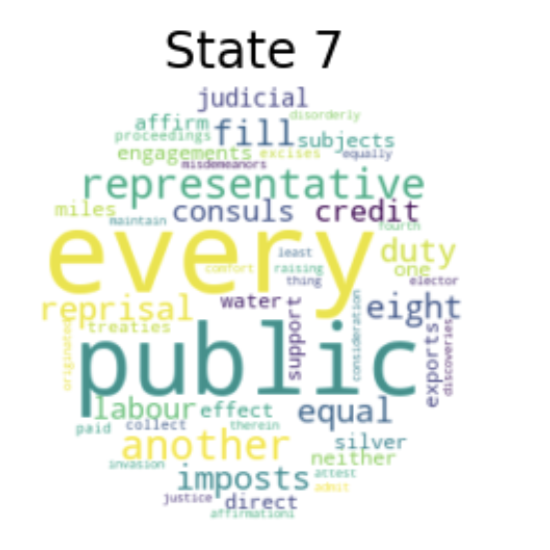 State 7
judicial
disorderly
affirm
fill
proceedings
subjects
engagements
excises
equally
misdemeanors
representative
miles
consuls
credit
maintain
fourth
every
duty
least
comfort
raising
one
thing
elector
reprisal
water
eight
treaties
support
consideration
originated
public
exports
discoveries
labour
effect
equal
paid
collect
therein
another
silver
neither
invasion
imposts
attest
admit
justice
direct
affirmations